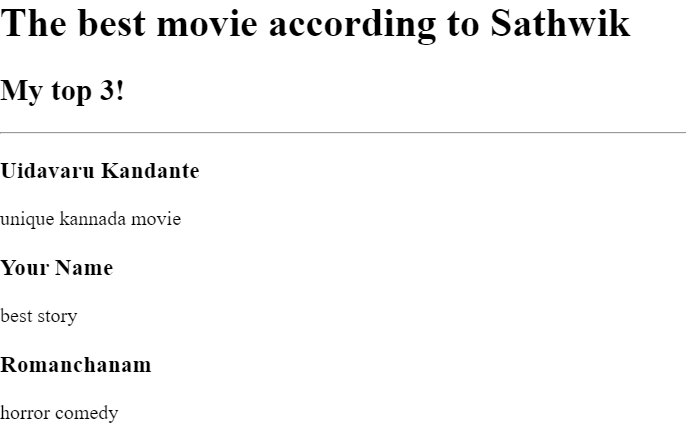 The best movie according to Sathwik
My top 3!
Uidavaru Kandante
unique kannada movie
Your Name
best story
Romanchanam
horror comedy